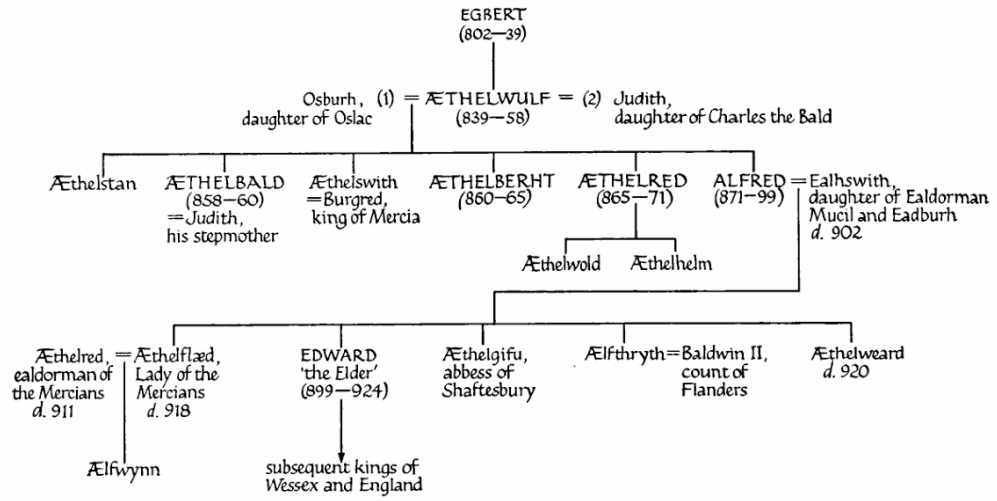 EGBERT
(802–39)
Osburh, (1) = ÆTHELWULF = (2) Judith,
daughter of Oslac (839–58) daughter of Charles the Bald
Æthelstan ÆTHELBALD Æthelswith ÆTHELBERHT ÆTHELRED ALFRED = Ealhswith,
(858–60) =Burgred, (860–65) (865–71) (871–99) daughter of Ealdorman
=Judith, king of Mercia Mucil and Eadburh
his stepmother d. 902
Æthelwold Æthelhelm
Æthelred, = Æthelflæd, EDWARD Æthelgifu, Ælfthryth = Baldwin II, Æthelweard
ealdorman of Lady of the 'the Elder' abbess of count of d. 920
the Mercians Mercians (899–924) Shaftesbury Flanders
d. 911 d. 918
Ælfwynn subsequent kings of
Wessex and England